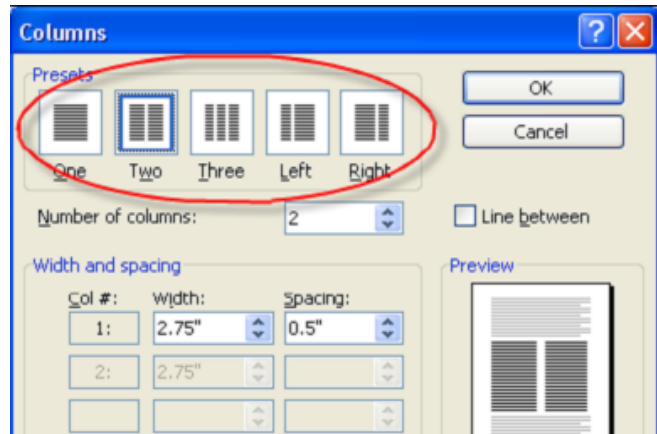 Columns
Presets
OK
Cancel
One Two Three Left Right
Number of columns: 2
Line between
Width and spacing
Preview
Col #: Width: Spacing:
1: 2.75" 0.5"
2: 2.75"